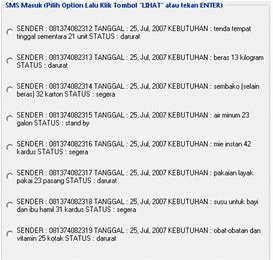 SMS Masuk (Pilih Option Lalu Klik Tombol "LIHAT" atau tekan ENTER)
SENDER : 081374082312 TANGGAL : 25, Jul, 2007 KEBUTUHAN : tenda tempat
tinggal sementara 21 unit STATUS : darurat
SENDER : 081374082313 TANGGAL : 25, Jul, 2007 KEBUTUHAN : beras 13 kilogram
STATUS : darurat
SENDER : 081374082314 TANGGAL : 25, Jul, 2007 KEBUTUHAN : sembako [selain
beras] 32 karton STATUS : segera
SENDER : 081374082315 TANGGAL : 25, Jul, 2007 KEBUTUHAN : air minum 23
galon STATUS : stand by
SENDER : 081374082316 TANGGAL : 25, Jul, 2007 KEBUTUHAN : mie instan 42
kardus STATUS : segera
SENDER : 081374082317 TANGGAL : 25, Jul, 2007 KEBUTUHAN : pakaian layak
pakai 23 pasang STATUS : darurat
SENDER : 081374082318 TANGGAL : 25, Jul, 2007 KEBUTUHAN : susu untuk bayi
dan ibu hamil 31 kardus STATUS : segera
SENDER : 081374082319 TANGGAL : 25, Jul, 2007 KEBUTUHAN : obat-obatan dan
vitamin 25 kotak STATUS : darurat